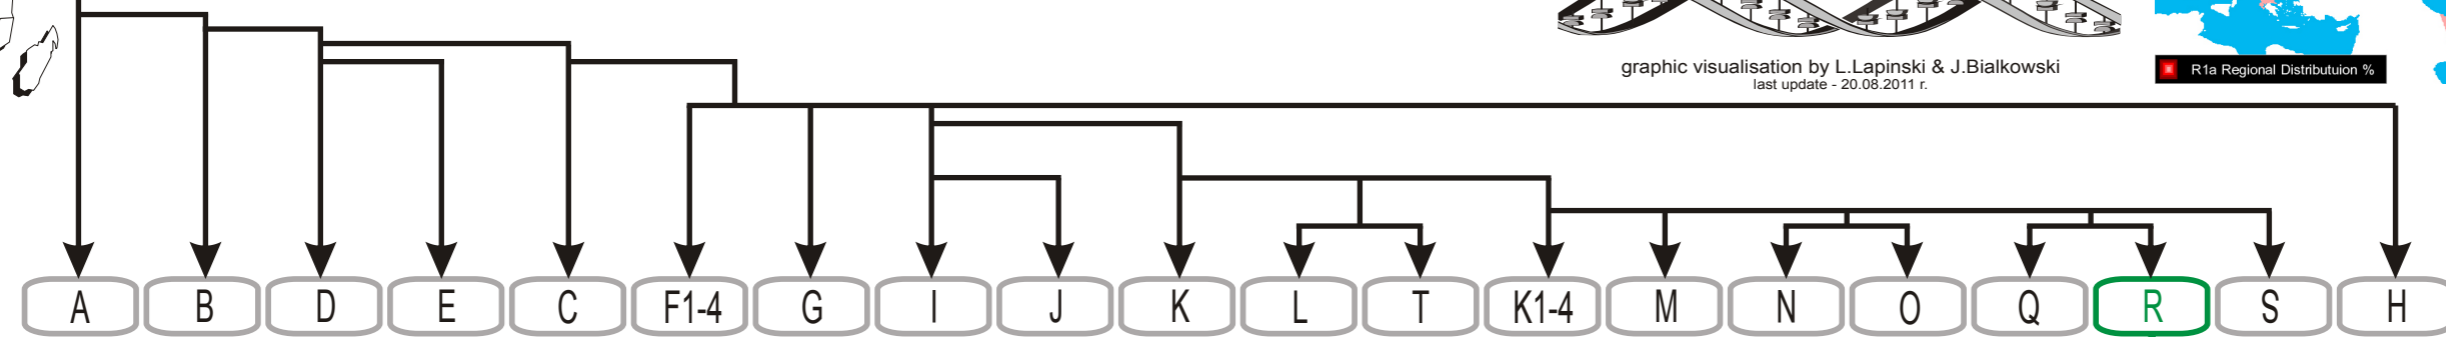 graphic visualisation by L.Lapinski & J.Bialkowski
last update - 20.08.2011 r.
R1a Regional Distributuion %
A B D E C F1-4 G I J K L T K1-4 M N O Q R S H